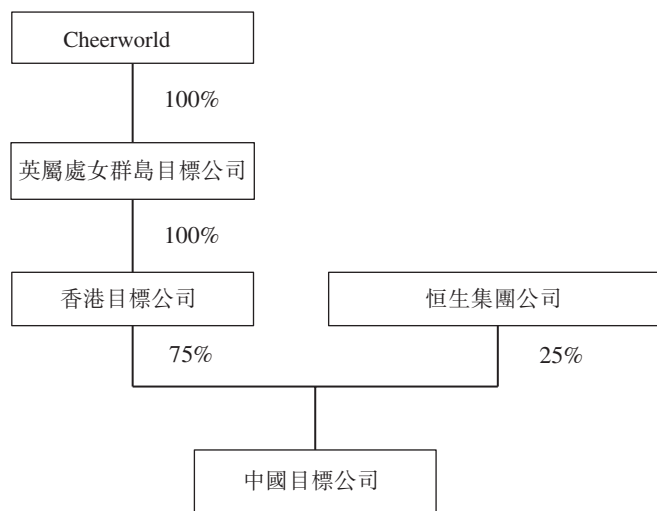 Cheerworld
100%
英屬處女群島目標公司
100%
香港目標公司
恒生集團公司
75%
25%
中國目標公司